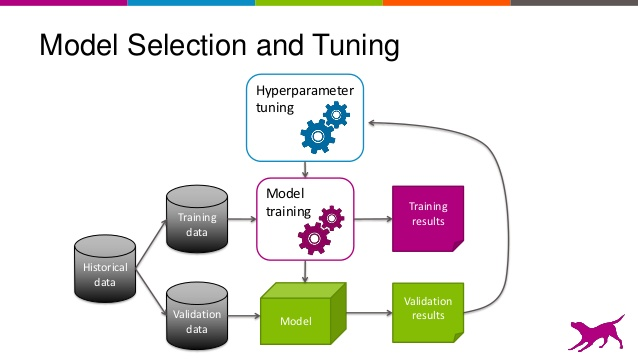 Model Selection and Tuning
Hyperparameter
tuning
Model
training
Training
data
Training
results
Historical
data
Validation
data
Model
Validation
results